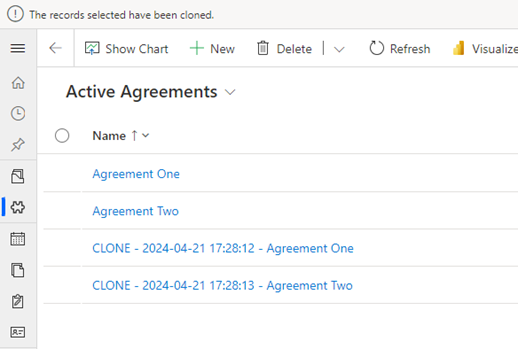 The records selected have been cloned.
Show Chart New Delete Refresh Visualize
Active Agreements
Name
Agreement One
Agreement Two
CLONE - 2024-04-21 17:28:12 - Agreement One
CLONE - 2024-04-21 17:28:13 - Agreement Two